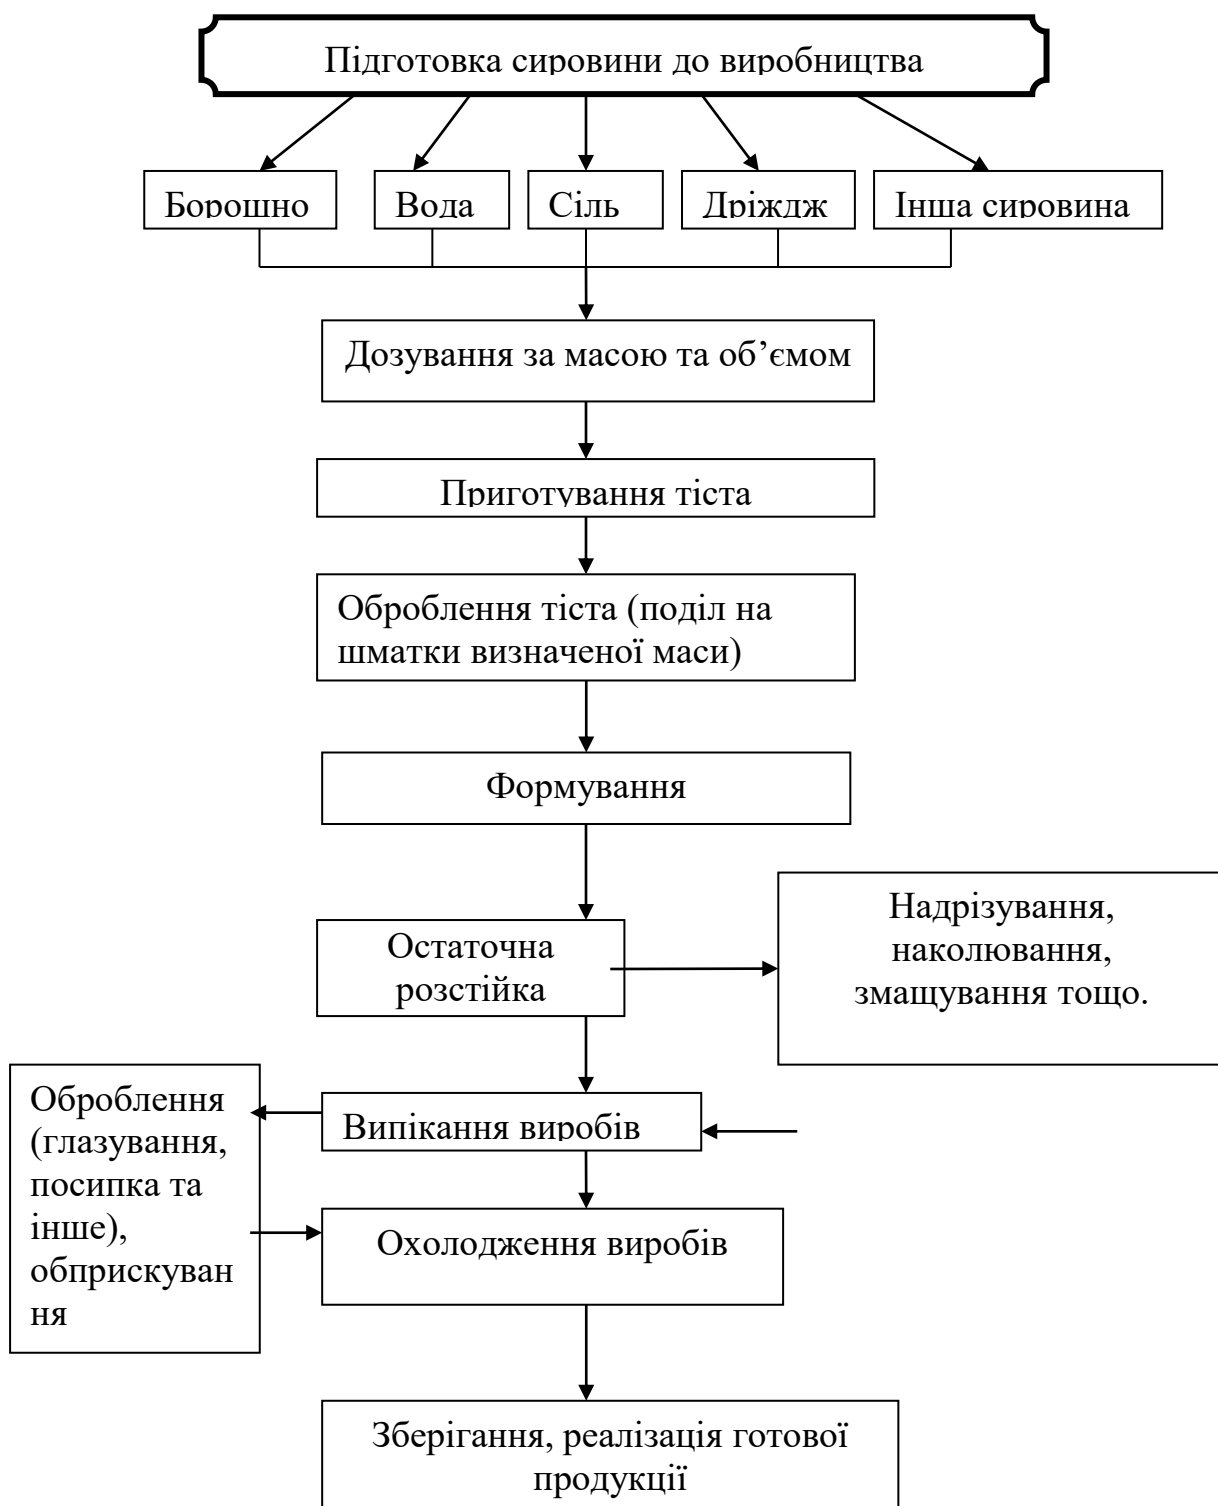 Підготовка сировини до виробництва
Борошно
Вода
Сіль
Дріждж
Інша сировина
Дозування за масою та об’ємом
Приготування тіста
Оброблення тіста (поділ на
шматки визначеної маси)
Формування
Остаточна
розстійка
Надрізування,
наколювання,
змащування тощо.
Оброблення
(глазування,
посипка та
інше),
обприскуван
ня
Випікання виробів
Охолодження виробів
Зберігання, реалізація готової
продукції